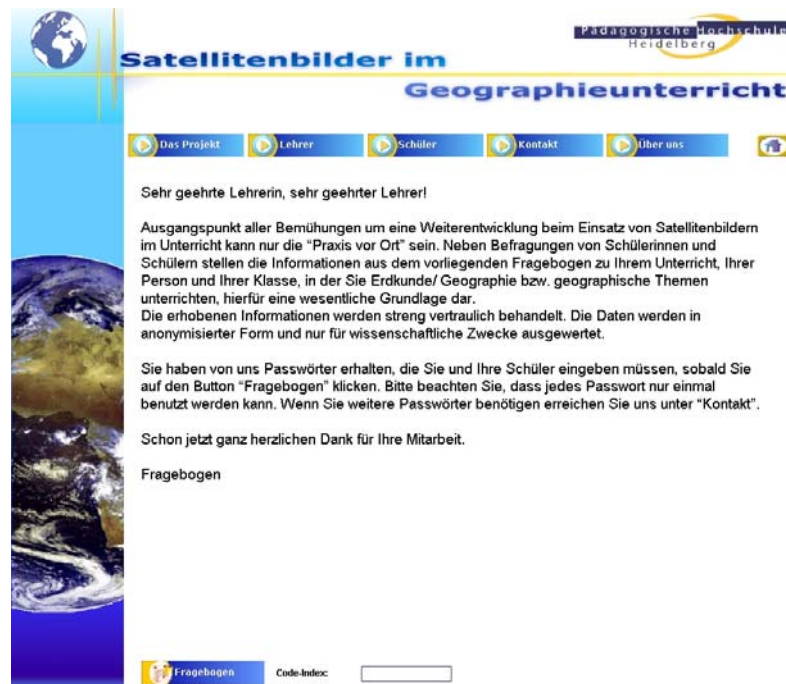 Pädagogische Hochschule
Heidelberg
Satellitenbilder im
Geographieunterricht
Das Projekt
Lehrer
Schüler
Kontakt
Über uns
Sehr geehrte Lehrerin, sehr geehrter Lehrer!
Ausgangspunkt aller Bemühungen um eine Weiterentwicklung beim Einsatz von Satellitenbildern
im Unterricht kann nur die “Praxis vor Ort” sein. Neben Befragungen von Schülerinnen und
Schülern stellen die Informationen aus dem vorliegenden Fragebogen zu Ihrem Unterricht, Ihrer
Person und Ihrer Klasse, in der Sie Erdkunde/ Geographie bzw. geographische Themen
unterrichten, hierfür eine wesentliche Grundlage dar.
Die erhobenen Informationen werden streng vertraulich behandelt. Die Daten werden in
anonymisierter Form und nur für wissenschaftliche Zwecke ausgewertet.
Sie haben von uns Passwörter erhalten, die Sie und Ihre Schüler eingeben müssen, sobald Sie
auf den Button “Fragebogen” klicken. Bitte beachten Sie, dass jedes Passwort nur einmal
benutzt werden kann. Wenn Sie weitere Passwörter benötigen erreichen Sie uns unter “Kontakt”.
Schon jetzt ganz herzlichen Dank für Ihre Mitarbeit.
Fragebogen
Fragebogen
Code-Index: